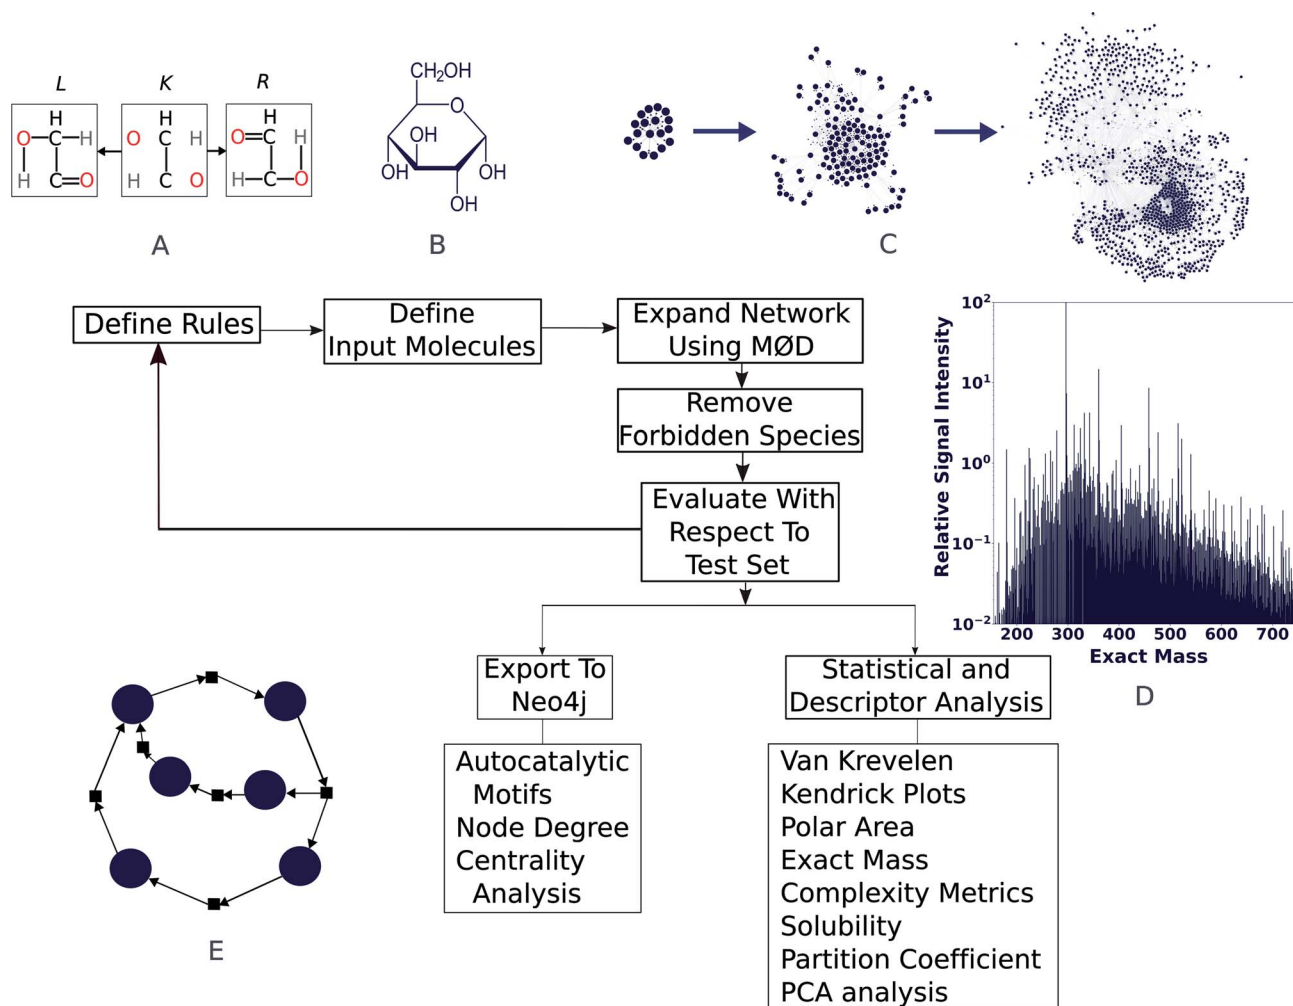 L K R
H
O C H
H C O
O C H
H C O
H
O C H
H C O
A
CH₂OH
O
OH
OH OH
OH
B
C
Define Rules
Define
Input Molecules
Expand Network
Using MØD
Remove
Forbidden Species
Evaluate With
Respect To
Test Set
Export To
Neo4j
Autocatalytic
Motifs
Node Degree
Centrality
Analysis
Statistical and
Descriptor Analysis
Van Krevelen
Kendrick Plots
Polar Area
Exact Mass
Complexity Metrics
Solubility
Partition Coefficient
PCA analysis
Relative Signal Intensity
10²
10¹
10⁰
10⁻¹
10⁻²
200 300 400 500 600 700
Exact Mass
D
E